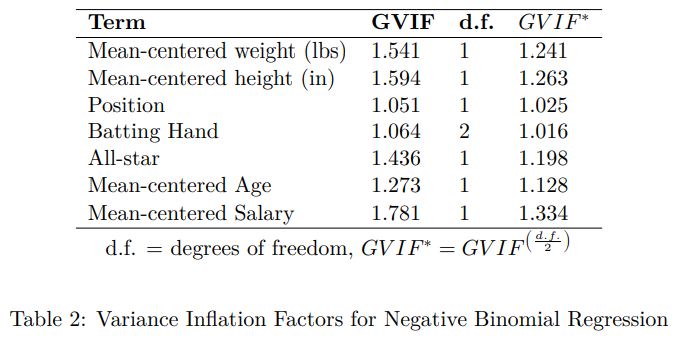 Term GVIF d.f. GVIF*
Mean-centered weight (lbs) 1.541 1 1.241
Mean-centered height (in) 1.594 1 1.263
Position 1.051 1 1.025
Batting Hand 1.064 2 1.016
All-star 1.436 1 1.198
Mean-centered Age 1.273 1 1.128
Mean-centered Salary 1.781 1 1.334
d.f. = degrees of freedom, GVIF* = GVIF^(d.f./2)
Table 2: Variance Inflation Factors for Negative Binomial Regression